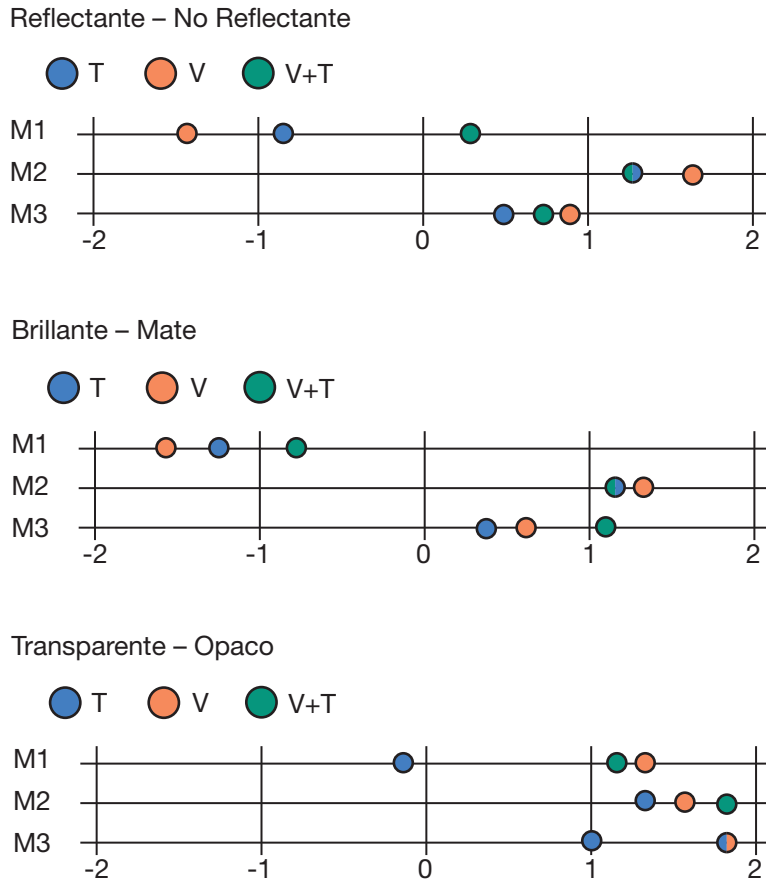 Reflectante – No Reflectante
T V V+T
M1
M2
M3
-2 -1 0 1 2
Brillante – Mate
T V V+T
M1
M2
M3
-2 -1 0 1 2
Transparente – Opaco
T V V+T
M1
M2
M3
-2 -1 0 1 2